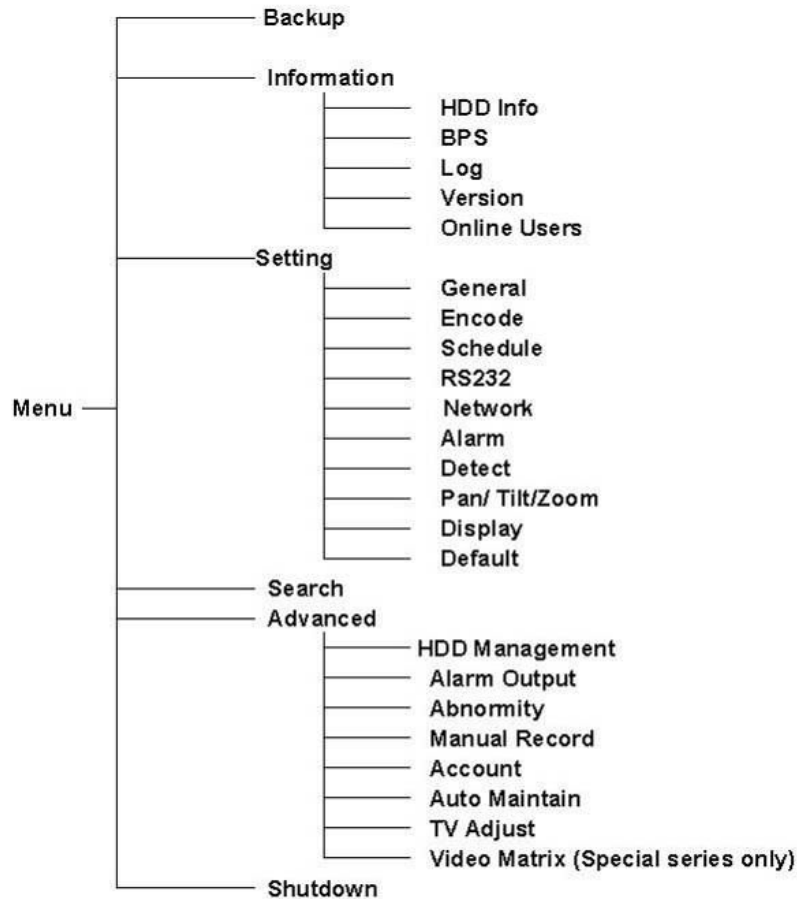 Backup
Information
HDD Info
BPS
Log
Version
Online Users
Setting
General
Encode
Schedule
RS232
Menu
Network
Alarm
Detect
Pan/ Tilt/Zoom
Display
Default
Search
Advanced
HDD Management
Alarm Output
Abnormity
Manual Record
Account
Auto Maintain
TV Adjust
Video Matrix (Special series only)
Shutdown